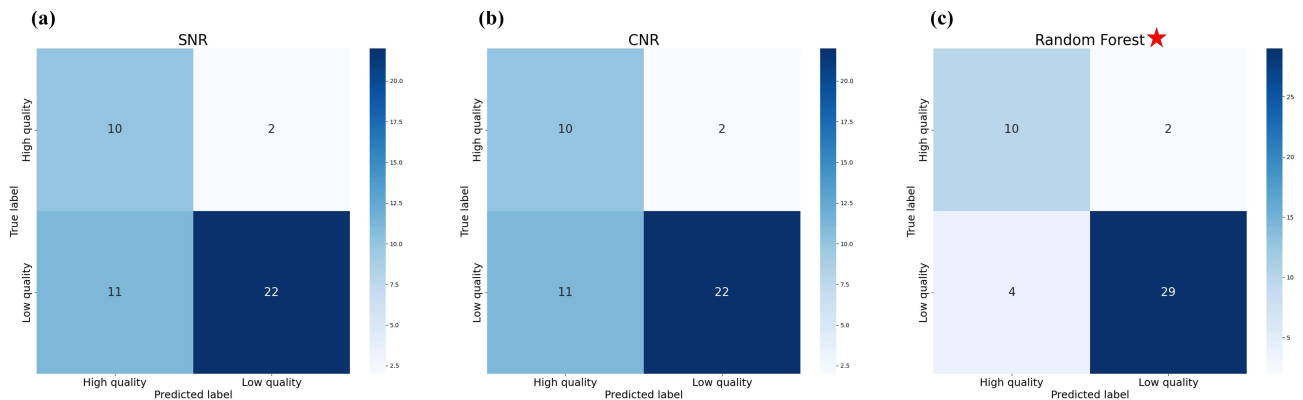 (a)
SNR
High quality
Low quality
True label
10
2
11
22
High quality
Low quality
Predicted label
20.0
17.5
15.0
12.5
10.0
7.5
5.0
2.5
(b)
CNR
High quality
Low quality
True label
10
2
11
22
High quality
Low quality
Predicted label
20.0
17.5
15.0
12.5
10.0
7.5
5.0
2.5
(c)
Random Forest
High quality
Low quality
True label
10
2
4
29
High quality
Low quality
Predicted label
25
20
15
10
5